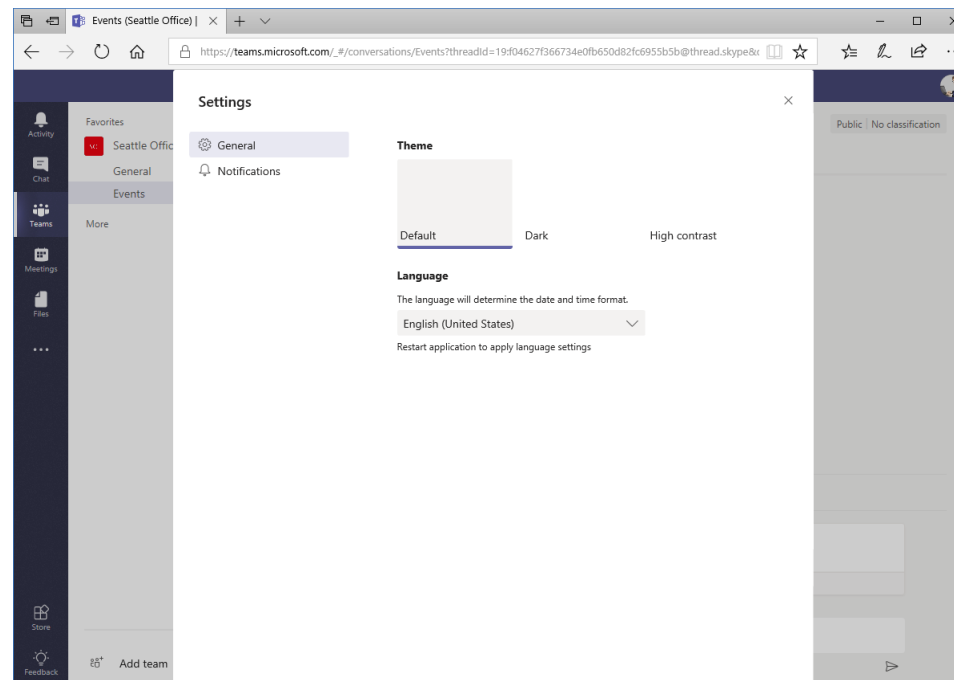 Events (Seattle Office) |
https://teams.microsoft.com/_#/conversations/Events?threadId=19:f04627f366734e0fb650d82fc6955b5b@thread.skype&c
Settings
Activity
Chat
Teams
Meetings
Files
Store
Feedback
Favorites
Seattle Offic
General
Events
More
Add team
General
Notifications
Theme
Default
Dark
High contrast
Language
The language will determine the date and time format.
English (United States)
Restart application to apply language settings
Public
No classification